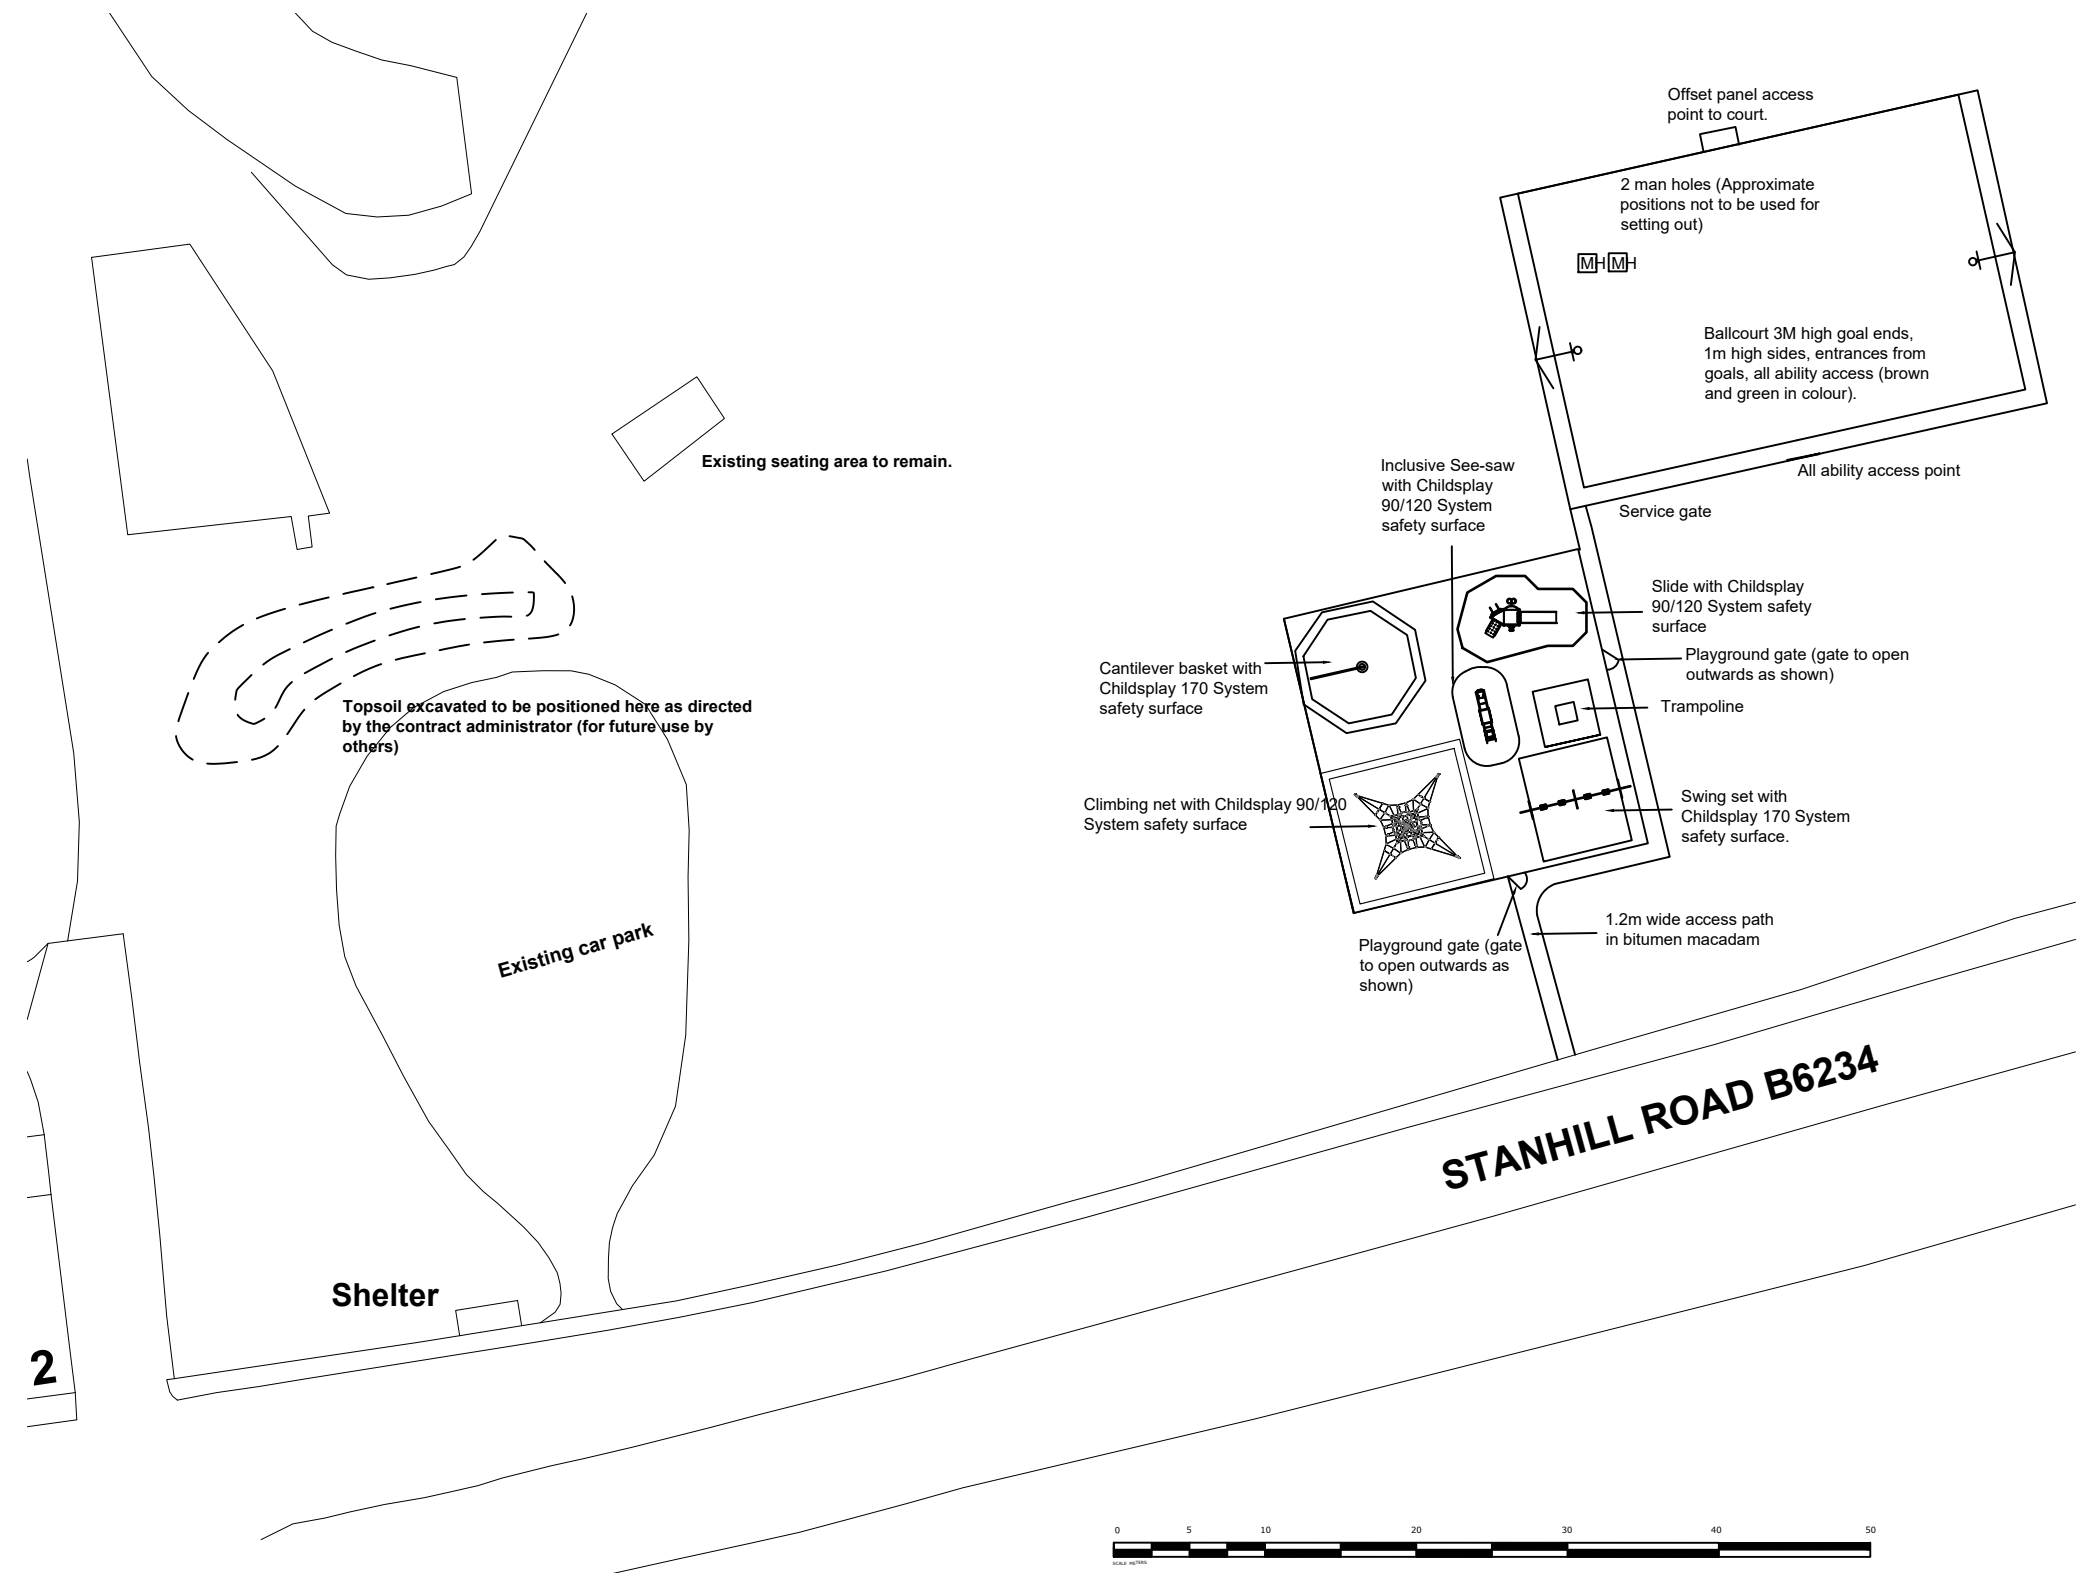 Offset panel access
point to court.
2 man holes (Approximate
positions not to be used for
setting out)
MH MH
Ballcourt 3M high goal ends,
1m high sides, entrances from
goals, all ability access (brown
and green in colour).
All ability access point
Service gate
Existing seating area to remain.
Inclusive See-saw
with Childsplay
90/120 System
safety surface
Slide with Childsplay
90/120 System safety
surface
Playground gate (gate to open
outwards as shown)
Trampoline
Cantilever basket with
Childsplay 170 System
safety surface
Topsoil excavated to be positioned here as directed
by the contract administrator (for future use by
others)
Climbing net with Childsplay 90/120
System safety surface
Swing set with
Childsplay 170 System
safety surface.
1.2m wide access path
in bitumen macadam
Playground gate (gate
to open outwards as
shown)
Existing car park
STANHILL ROAD B6234
Shelter
2
0 5 10 20 30 40 50
SCALE METERS